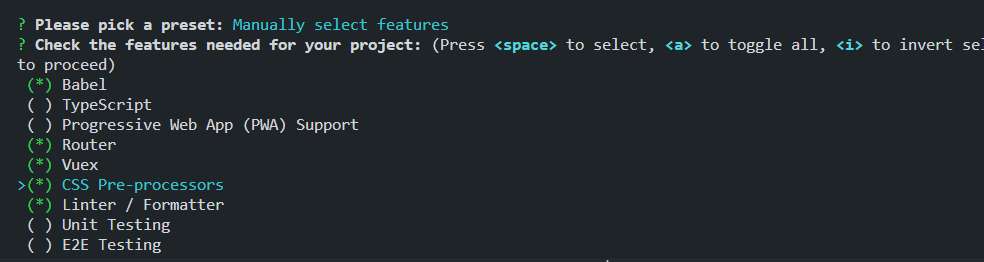 ? Please pick a preset: Manually select features
? Check the features needed for your project: (Press <space> to select, <a> to toggle all, <i> to invert sel
to proceed)
(*) Babel
( ) TypeScript
( ) Progressive Web App (PWA) Support
(*) Router
(*) Vuex
>(*) CSS Pre-processors
(*) Linter / Formatter
( ) Unit Testing
( ) E2E Testing